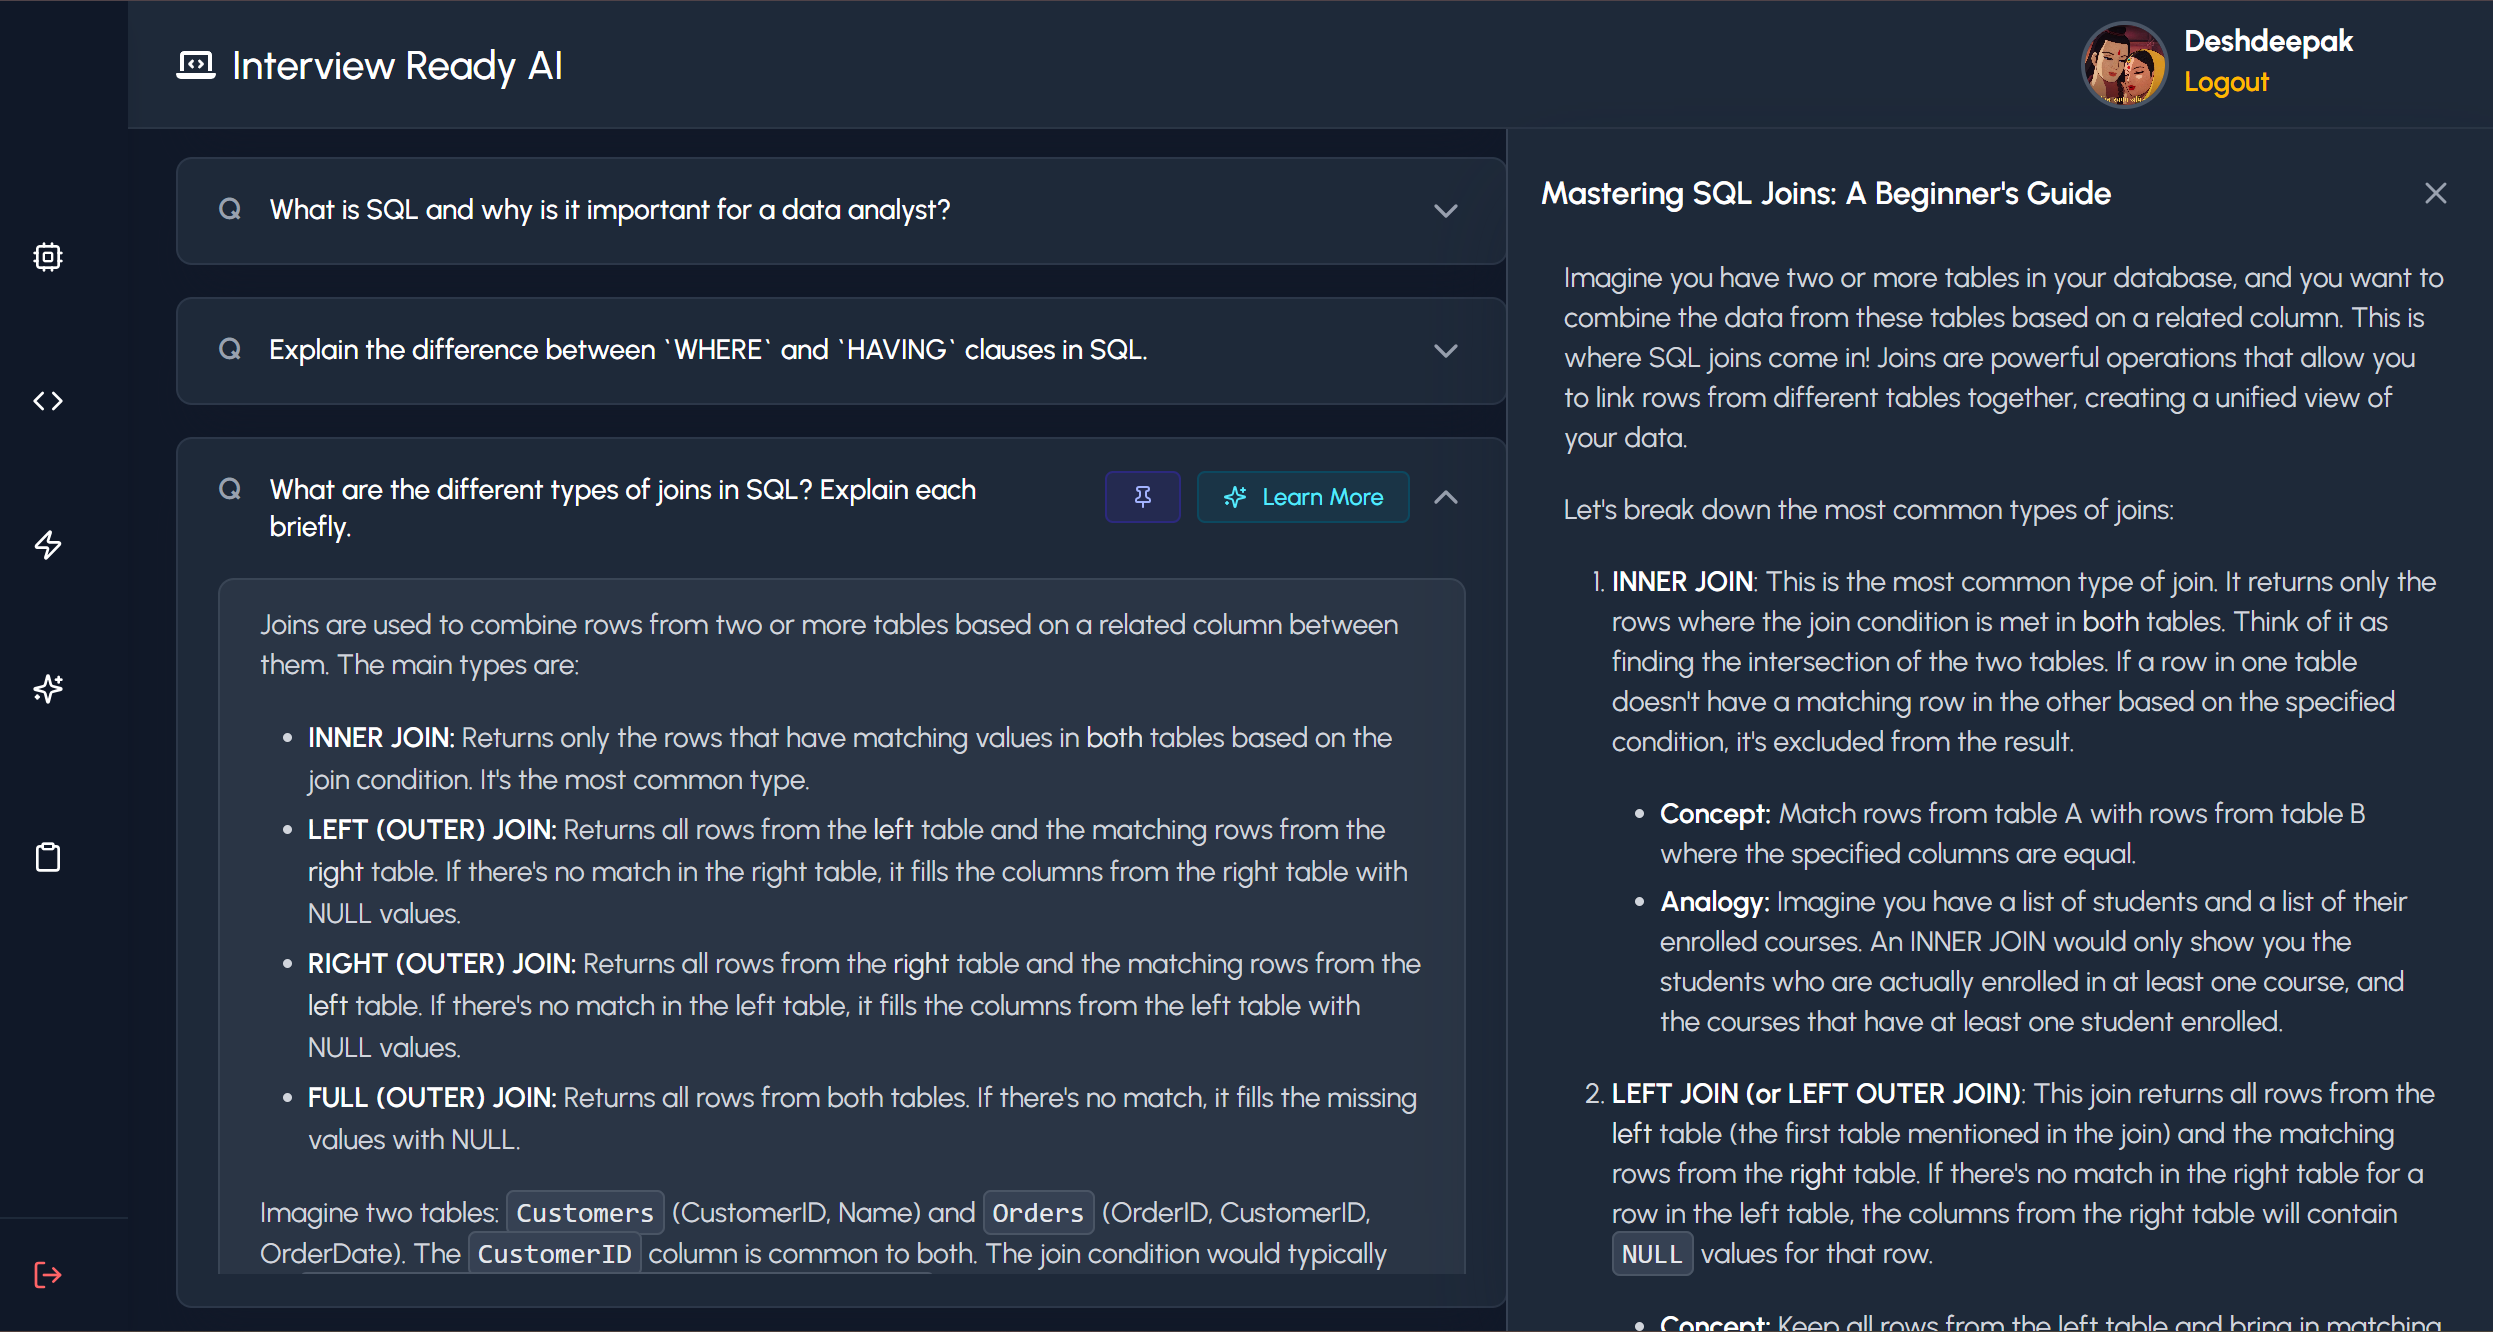 Interview Ready AI
Deshdeepak
Logout
Q What is SQL and why is it important for a data analyst?
Q Explain the difference between `WHERE` and `HAVING` clauses in SQL.
Q What are the different types of joins in SQL? Explain each
briefly.
Learn More
Joins are used to combine rows from two or more tables based on a related column between
them. The main types are:
• INNER JOIN: Returns only the rows that have matching values in both tables based on the
join condition. It's the most common type.
• LEFT (OUTER) JOIN: Returns all rows from the left table and the matching rows from the
right table. If there's no match in the right table, it fills the columns from the right table with
NULL values.
• RIGHT (OUTER) JOIN: Returns all rows from the right table and the matching rows from the
left table. If there's no match in the left table, it fills the columns from the left table with
NULL values.
• FULL (OUTER) JOIN: Returns all rows from both tables. If there's no match, it fills the missing
values with NULL.
Imagine two tables: Customers (CustomerID, Name) and Orders (OrderID, CustomerID,
OrderDate). The CustomerID column is common to both. The join condition would typically
Mastering SQL Joins: A Beginner's Guide
Imagine you have two or more tables in your database, and you want to
combine the data from these tables based on a related column. This is
where SQL joins come in! Joins are powerful operations that allow you
to link rows from different tables together, creating a unified view of
your data.
Let's break down the most common types of joins:
1. INNER JOIN: This is the most common type of join. It returns only the
rows where the join condition is met in both tables. Think of it as
finding the intersection of the two tables. If a row in one table
doesn't have a matching row in the other based on the specified
condition, it's excluded from the result.
• Concept: Match rows from table A with rows from table B
where the specified columns are equal.
• Analogy: Imagine you have a list of students and a list of their
enrolled courses. An INNER JOIN would only show you the
students who are actually enrolled in at least one course, and
the courses that have at least one student enrolled.
2. LEFT JOIN (or LEFT OUTER JOIN): This join returns all rows from the
left table (the first table mentioned in the join) and the matching
rows from the right table. If there's no match in the right table for a
row in the left table, the columns from the right table will contain
NULL values for that row.
• Concept: Keep all rows from the left table and bring in matching